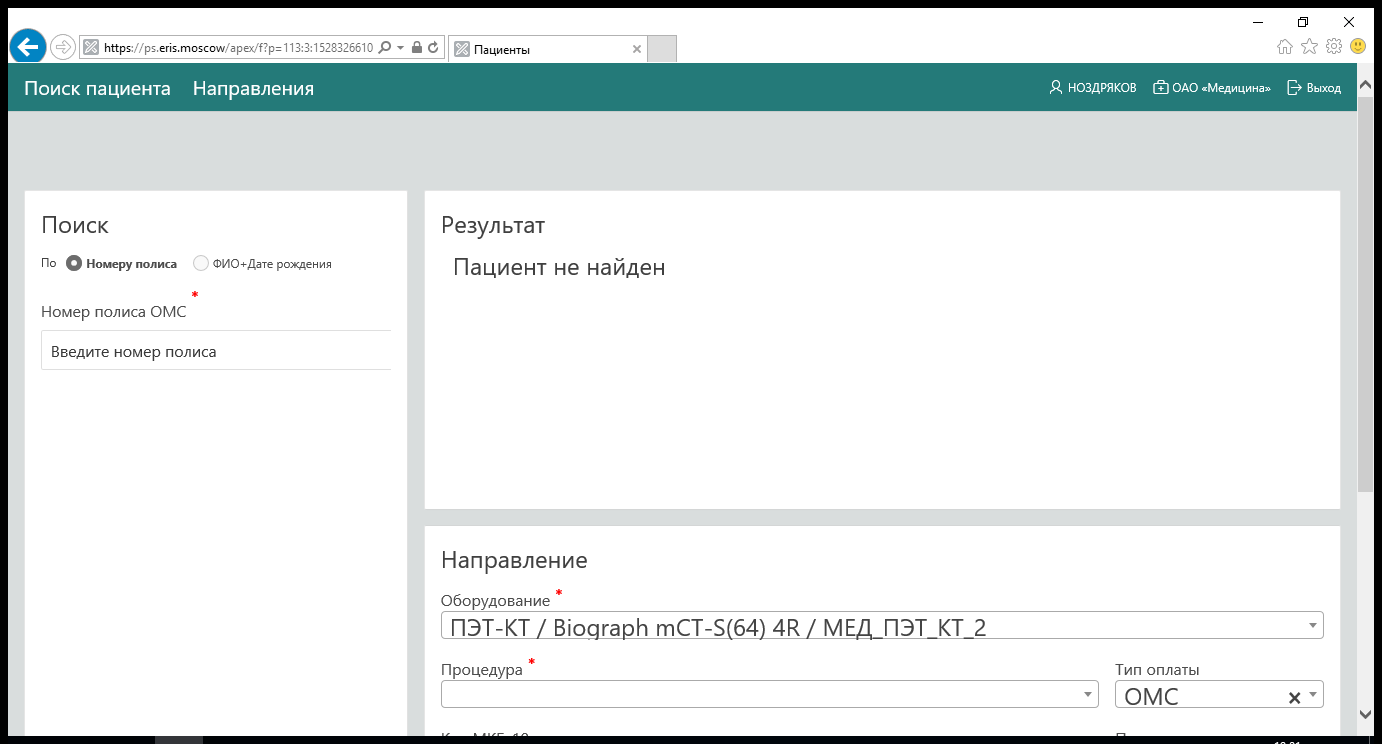 https://ps.eris.moscow/apex/f?p=113:3:1528326610
Пациенты
Поиск пациента Направления НОЗДРЯКОВ ОАО «Медицина» Выход
Поиск
По Номеру полиса ФИО+Дате рождения
Номер полиса ОМС *
Введите номер полиса
Результат
Пациент не найден
Направление
Оборудование *
ПЭТ-КТ / Biograph mCT-S(64) 4R / МЕД_ПЭТ_КТ_2
Процедура * Тип оплаты
ОМС